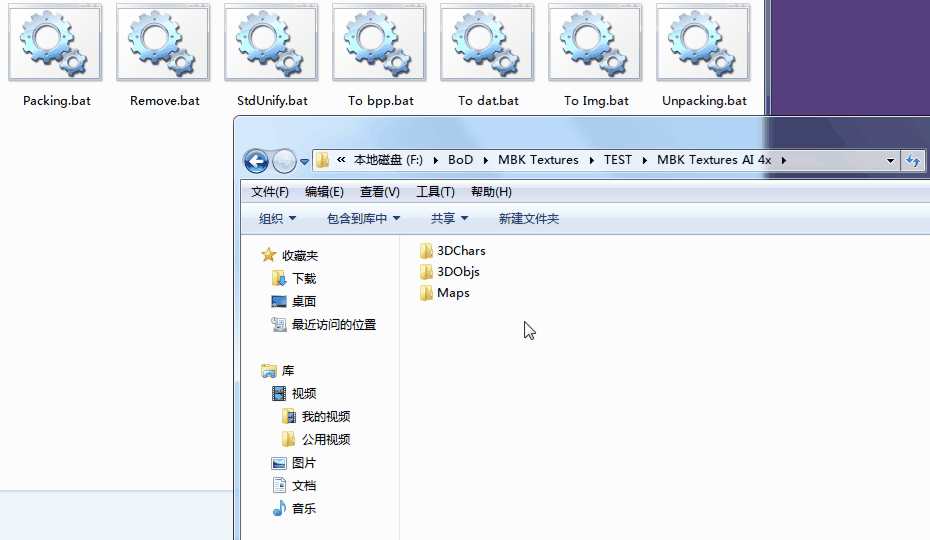 Packing.bat Remove.bat StdUnify.bat To bpp.bat To dat.bat To Img.bat Unpacking.bat
« 本地磁盘 (F:) BoD MBK Textures TEST MBK Textures AI 4x
文件(F) 编辑(E) 查看(V) 工具(T) 帮助(H)
组织 包含到库中 共享 新建文件夹
收藏夹
下载
桌面
最近访问的位置
库
视频
我的视频
公用视频
图片
文档
音乐
3DChars
3DObjs
Maps